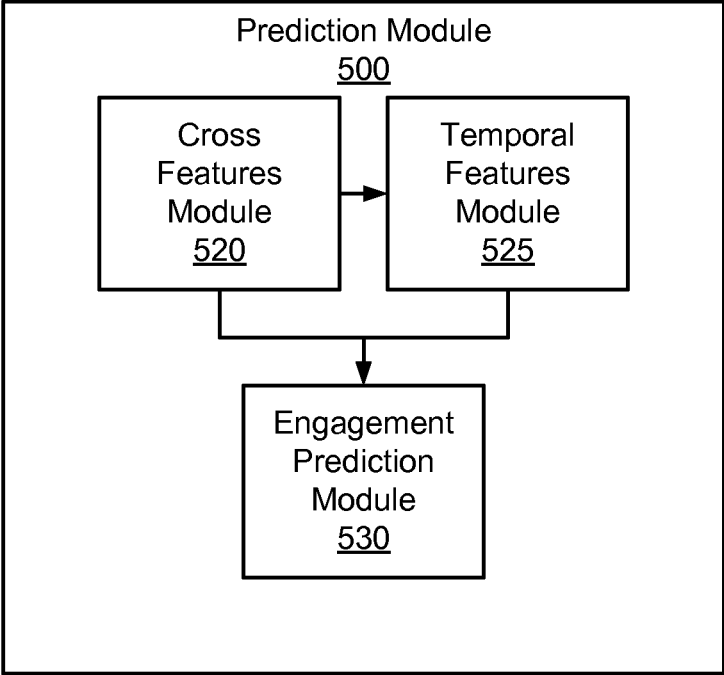 Prediction Module
500
Cross
Features
Module
520
Temporal
Features
Module
525
Engagement
Prediction
Module
530